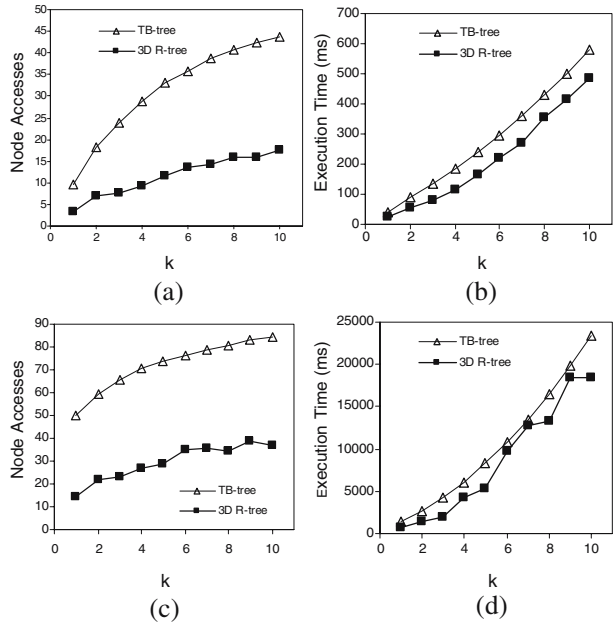 50
45
40
35
30
25
20
15
10
5
0
Node Accesses
TB-tree
3D R-tree
0 2 4 6 8 10
k
(a)
700
600
500
400
300
200
100
0
Execution Time (ms)
TB-tree
3D R-tree
0 2 4 6 8 10
k
(b)
90
80
70
60
50
40
30
20
10
0
Node Accesses
TB-tree
3D R-tree
0 2 4 6 8 10
k
(c)
25000
20000
15000
10000
5000
0
Execution Time (ms)
TB-tree
3D R-tree
0 2 4 6 8 10
k
(d)